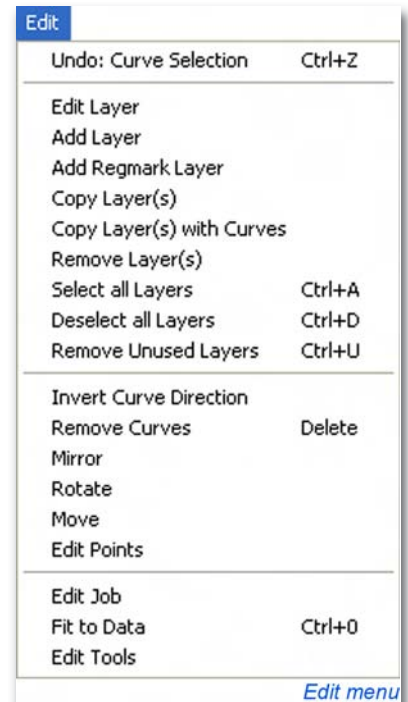 Edit
Undo: Curve Selection Ctrl+Z
Edit Layer
Add Layer
Add Regmark Layer
Copy Layer(s)
Copy Layer(s) with Curves
Remove Layer(s)
Select all Layers Ctrl+A
Deselect all Layers Ctrl+D
Remove Unused Layers Ctrl+U
Invert Curve Direction
Remove Curves Delete
Mirror
Rotate
Move
Edit Points
Edit Job
Fit to Data Ctrl+0
Edit Tools
Edit menu